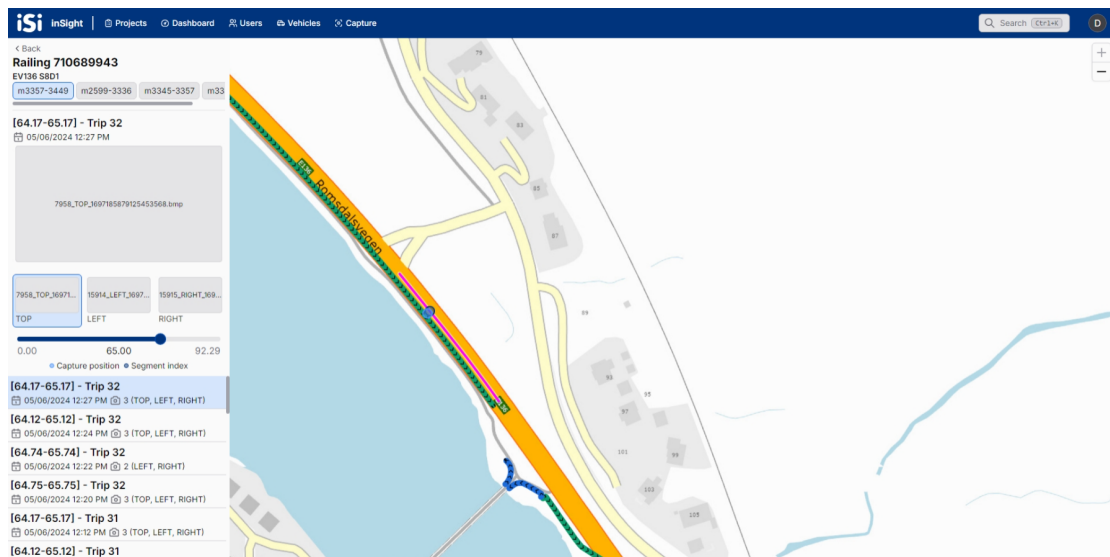 iSi inSight Projects Dashboard Users Vehicles Capture Search Ctrl+K D
< Back
Railing 710689943
EV136 S8D1
m3357-3449 m2599-3336 m3345-3357 m33
[64.17-65.17] - Trip 32
05/06/2024 12:27 PM
7958_TOP_16971858791254535​68.bmp
7958_TOP_16971... 15914_LEFT_1697... 15915_RIGHT_169...
TOP LEFT RIGHT
0.00 65.00 92.29
Capture position Segment index
[64.17-65.17] - Trip 32
05/06/2024 12:27 PM 3 (TOP, LEFT, RIGHT)
[64.12-65.12] - Trip 32
05/06/2024 12:24 PM 3 (TOP, LEFT, RIGHT)
[64.74-65.74] - Trip 32
05/06/2024 12:22 PM 2 (LEFT, RIGHT)
[64.75-65.75] - Trip 32
05/06/2024 12:20 PM 3 (TOP, LEFT, RIGHT)
[64.17-65.17] - Trip 31
05/06/2024 12:12 PM 3 (TOP, LEFT, RIGHT)
[64.12-65.12] - Trip 31
79
81
83
85
87
E136
Romsdalsvegen
89
93
95
97
101
99
103
105
+
−